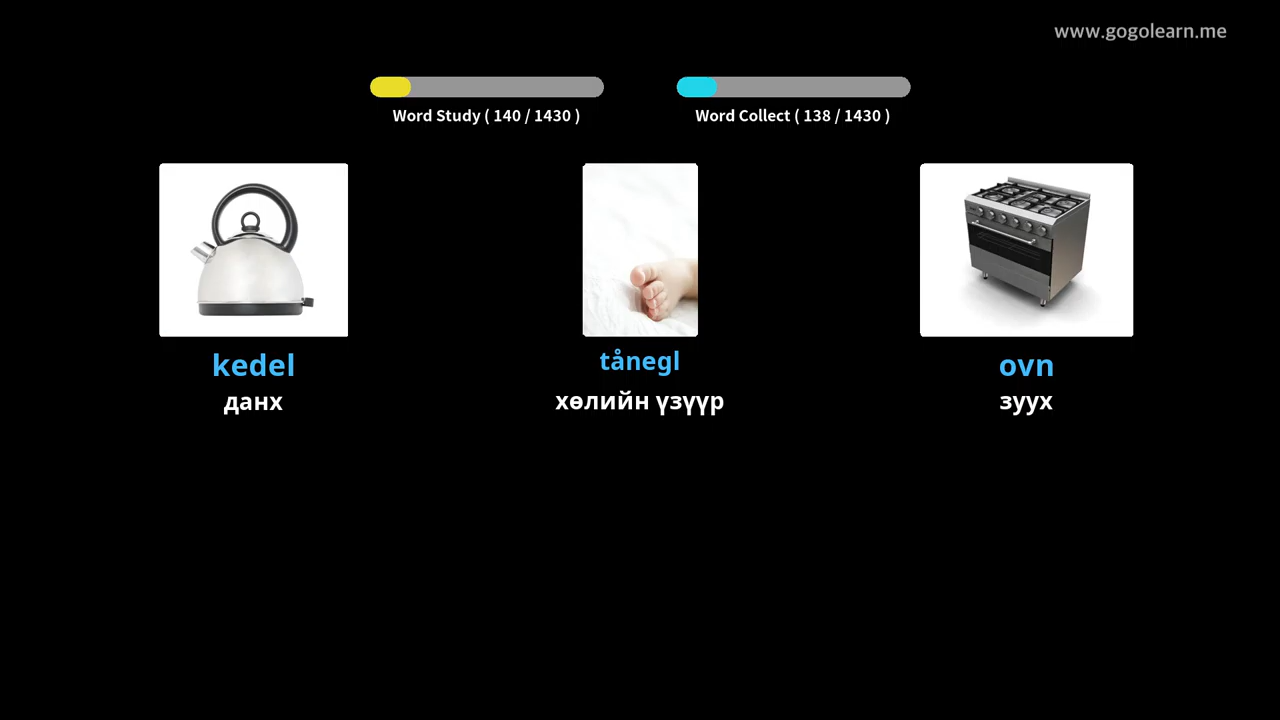 www.gogolearn.me
Word Study ( 140 / 1430 )
Word Collect ( 138 / 1430 )
kedel
данх
tånegl
хөлийн үзүүр
ovn
зуух